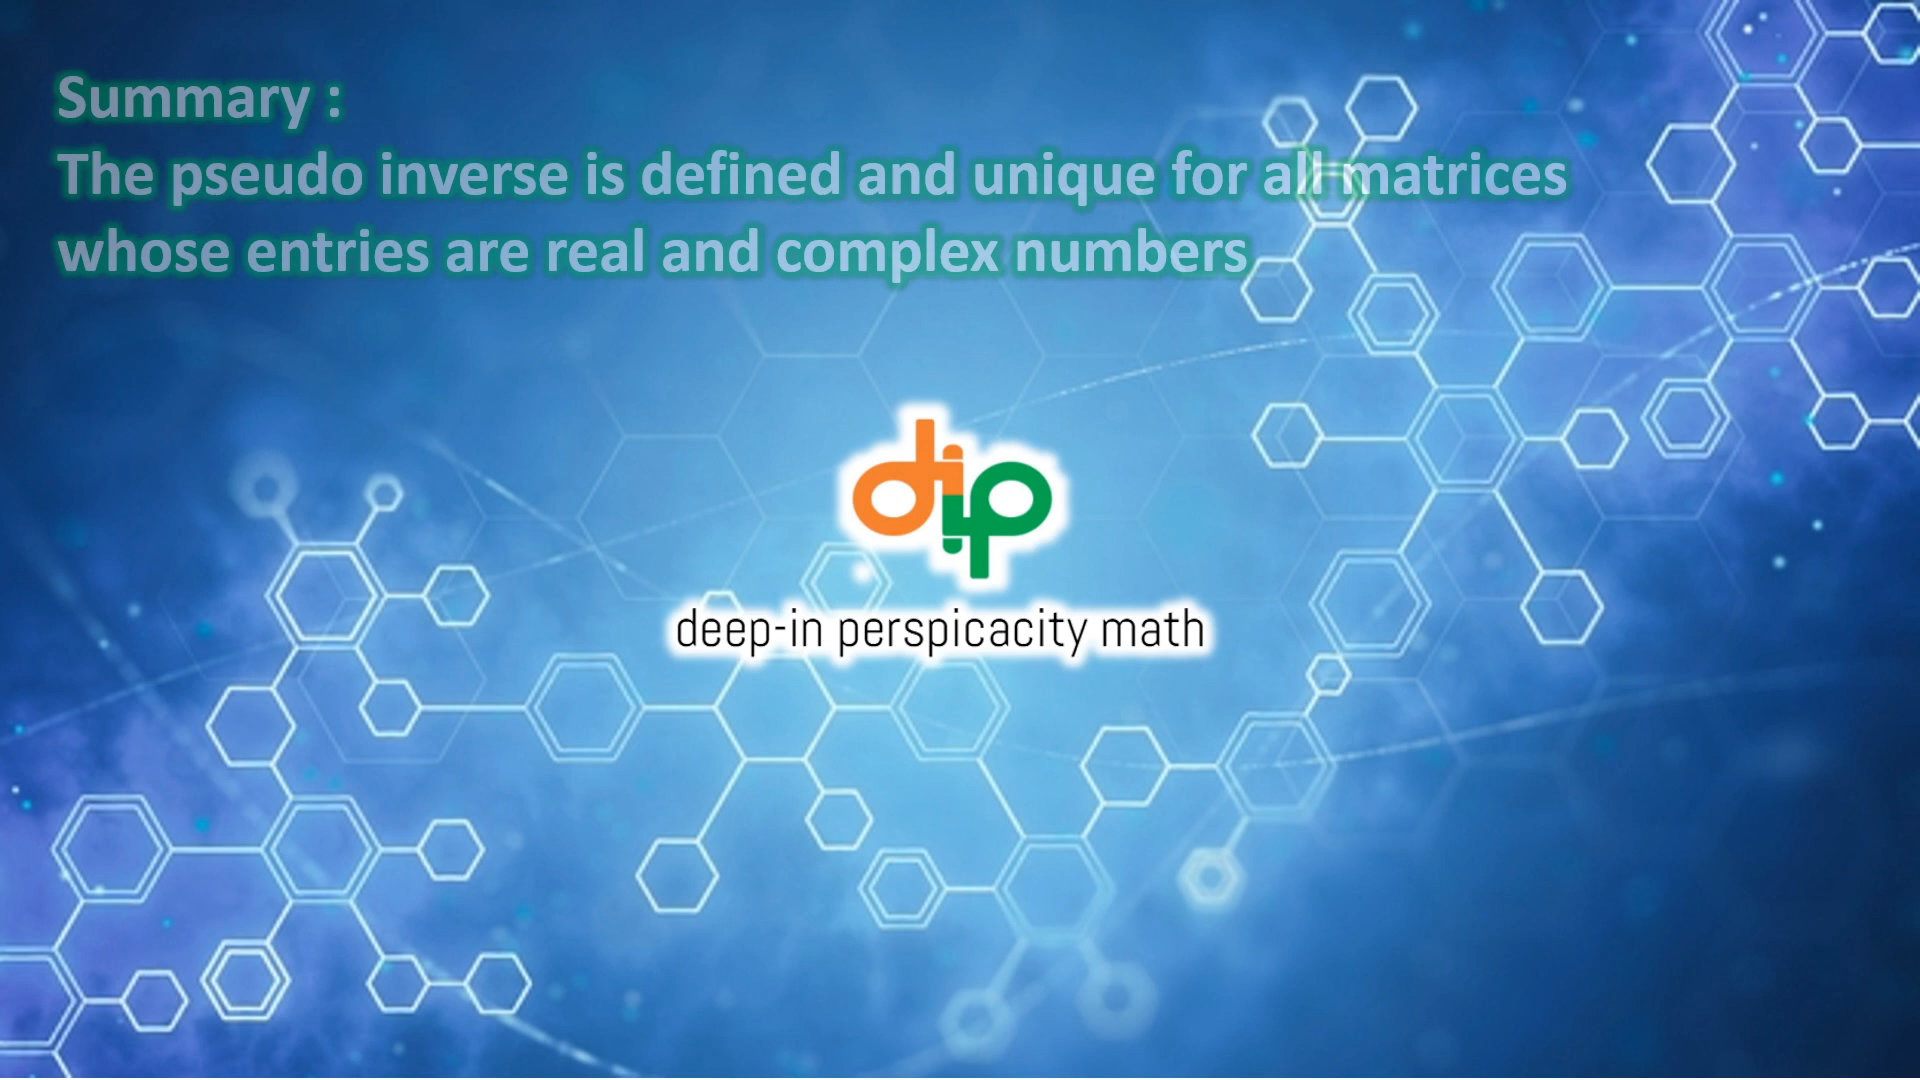 Summary :
The pseudo inverse is defined and unique for all matrices
whose entries are real and complex numbers
dip
deep-in perspicacity math